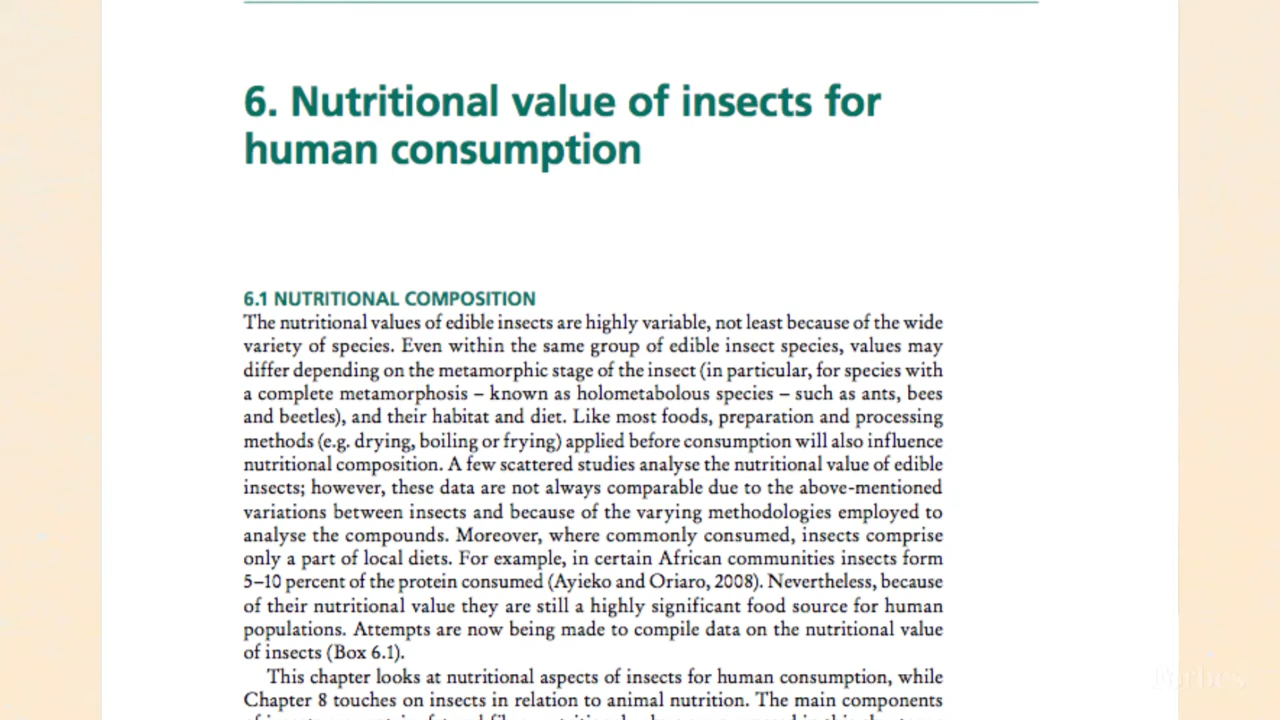 6. Nutritional value of insects for
human consumption
6.1 NUTRITIONAL COMPOSITION
The nutritional values of edible insects are highly variable, not least because of the wide
variety of species. Even within the same group of edible insect species, values may
differ depending on the metamorphic stage of the insect (in particular, for species with
a complete metamorphosis – known as holometabolous species – such as ants, bees
and beetles), and their habitat and diet. Like most foods, preparation and processing
methods (e.g. drying, boiling or frying) applied before consumption will also influence
nutritional composition. A few scattered studies analyse the nutritional value of edible
insects; however, these data are not always comparable due to the above-mentioned
variations between insects and because of the varying methodologies employed to
analyse the compounds. Moreover, where commonly consumed, insects comprise
only a part of local diets. For example, in certain African communities insects form
5–10 percent of the protein consumed (Ayieko and Oriaro, 2008). Nevertheless, because
of their nutritional value they are still a highly significant food source for human
populations. Attempts are now being made to compile data on the nutritional value
of insects (Box 6.1).
This chapter looks at nutritional aspects of insects for human consumption, while
Chapter 8 touches on insects in relation to animal nutrition. The main components
Forbes